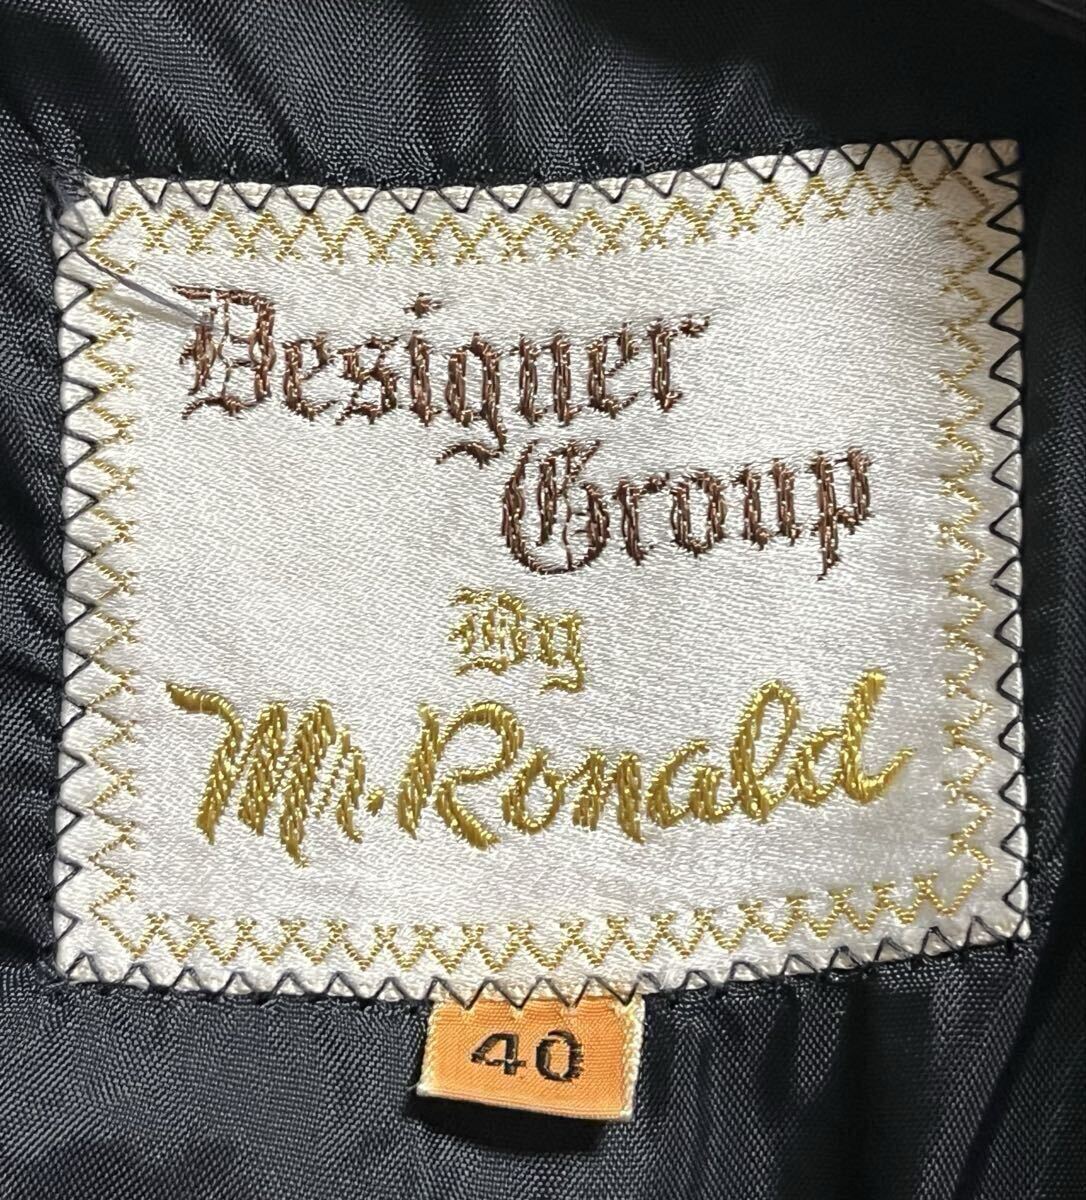 Designer
Group
By
Mr. Ronald
40